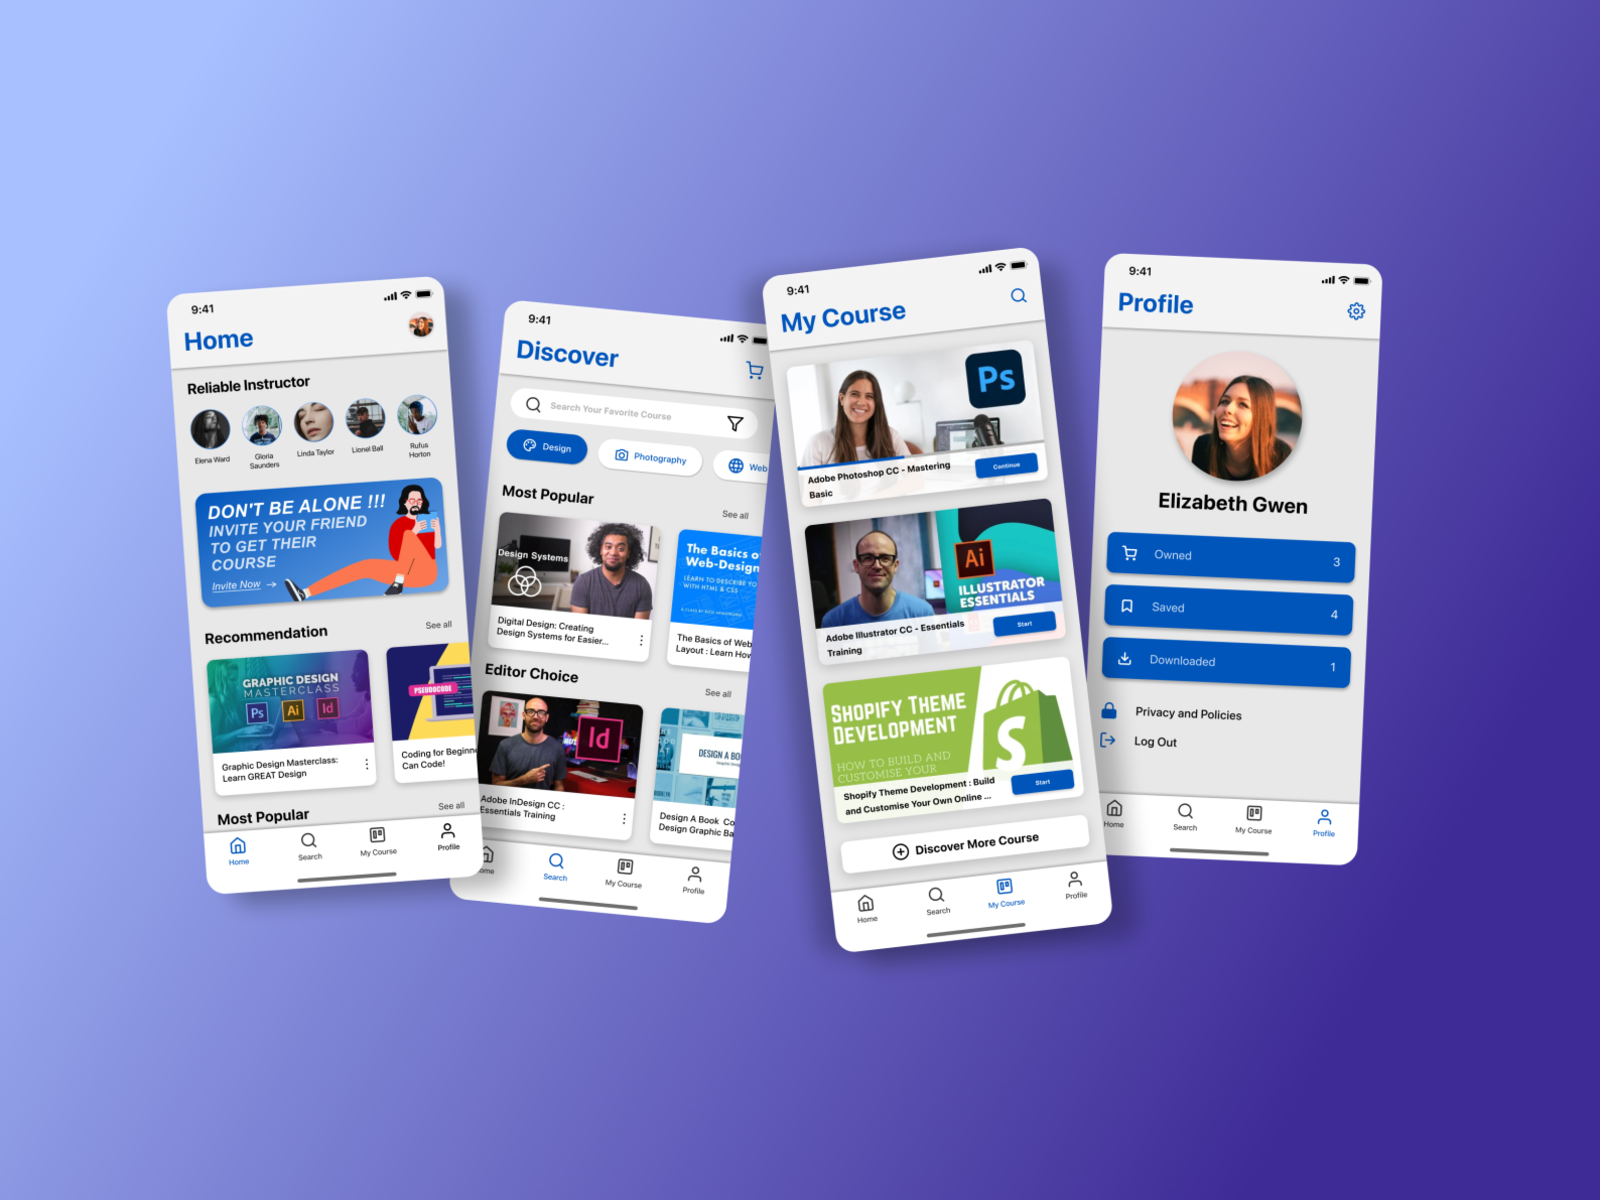 9:41
Home
Reliable Instructor
Elena Ward
Gloria
Saunders
Linda Taylor
Lionel Ball
Rufus
Horton
DON'T BE ALONE !!!
INVITE YOUR FRIEND
TO GET THEIR
COURSE
Invite Now
Recommendation
See all
GRAPHIC DESIGN
MASTERCLASS
Ps
Ai
Id
Graphic Design Masterclass:
Learn GREAT Design
PSEUDOCODE
Coding for Beginne
Can Code!
Most Popular
See all
Home
Search
My Course
Profile
9:41
Discover
Search Your Favorite Course
Design
Photography
Web
Most Popular
See all
Design Systems
Digital Design: Creating
Design Systems for Easier...
The Basics o
Web-Design
LEARN TO DESCRIBE YO
WITH HTML & CSS
The Basics of Web
Layout : Learn How
Editor Choice
See all
Id
Adobe InDesign CC :
Essentials Training
DESIGN A BO
Design A Book Co
Design Graphic Ba
ome
Search
My Course
Profile
9:41
My Course
Ps
Adobe Photoshop CC - Mastering
Basic
Continue
Ai
ILLUSTRATOR
ESSENTIALS
Adobe Illustrator CC - Essentials
Training
Start
SHOPIFY THEME
DEVELOPMENT
HOW TO BUILD AND
CUSTOMISE YOUR
S
Shopify Theme Development : Build
and Customise Your Own Online ...
Start
Discover More Course
Home
Search
My Course
Profile
9:41
Profile
Elizabeth Gwen
Owned 3
Saved 4
Downloaded 1
Privacy and Policies
Log Out
Home
Search
My Course
Profile